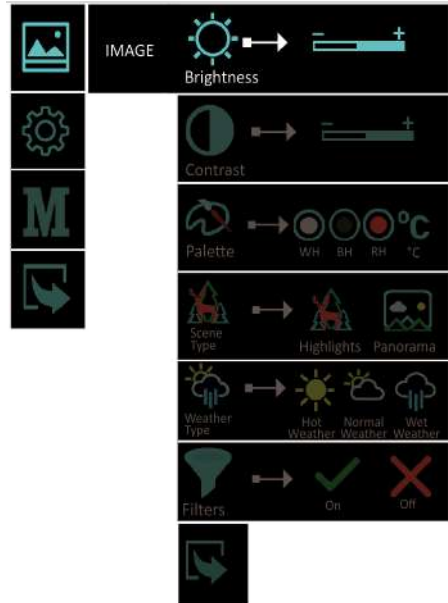 IMAGE
Brightness
- +
Contrast
- +
Palette
WH BH RH °C
°C
M
Scene
Type
Highlights Panorama
Weather
Type
Hot
Weather
Normal
Weather
Wet
Weather
Filters
On Off